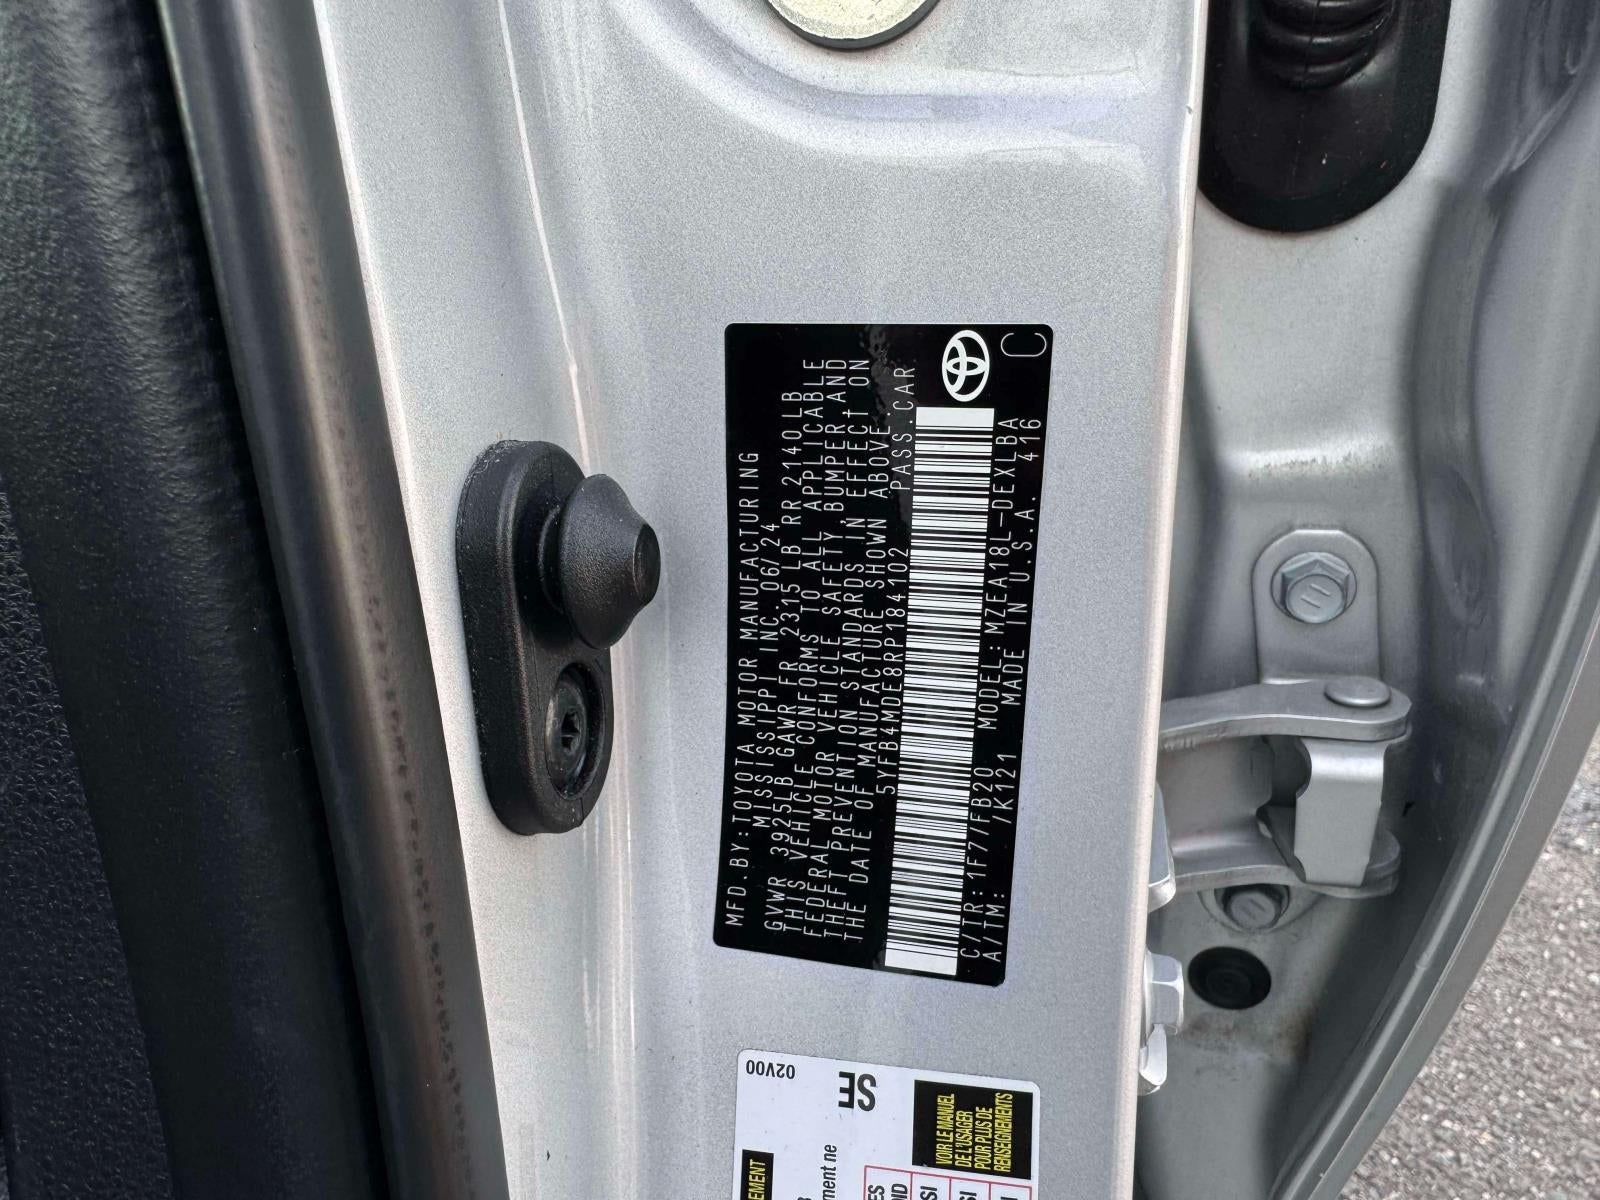 MFD.BY:TOYOTA MOTOR MANUFACTURING
MISSISSIPPI INC.06/24
GVWR 3925LB GAWR FR 2315 LB RR 2140LB
THIS VEHICLE CONFORMS TO ALL APPLICABLE
FEDERAL MOTOR VEHICLE SAFETY,BUMPER,AND
THEFT PREVENTION STANDARDS IN EFFECT ON
THE DATE OF MANUFACTURE SHOWN ABOVE.
5YFB4MDE8RP184102 PASS.CAR
C/TR:1F7/FB20 MODEL:MZEA18L-DEXLBA
A/TM: /K121 MADE IN U.S.A. 416
C
02V00
SE
VOIR LE MANUEL
DE L'USAGER
POUR PLUS DE
RENSEIGNEMENTS